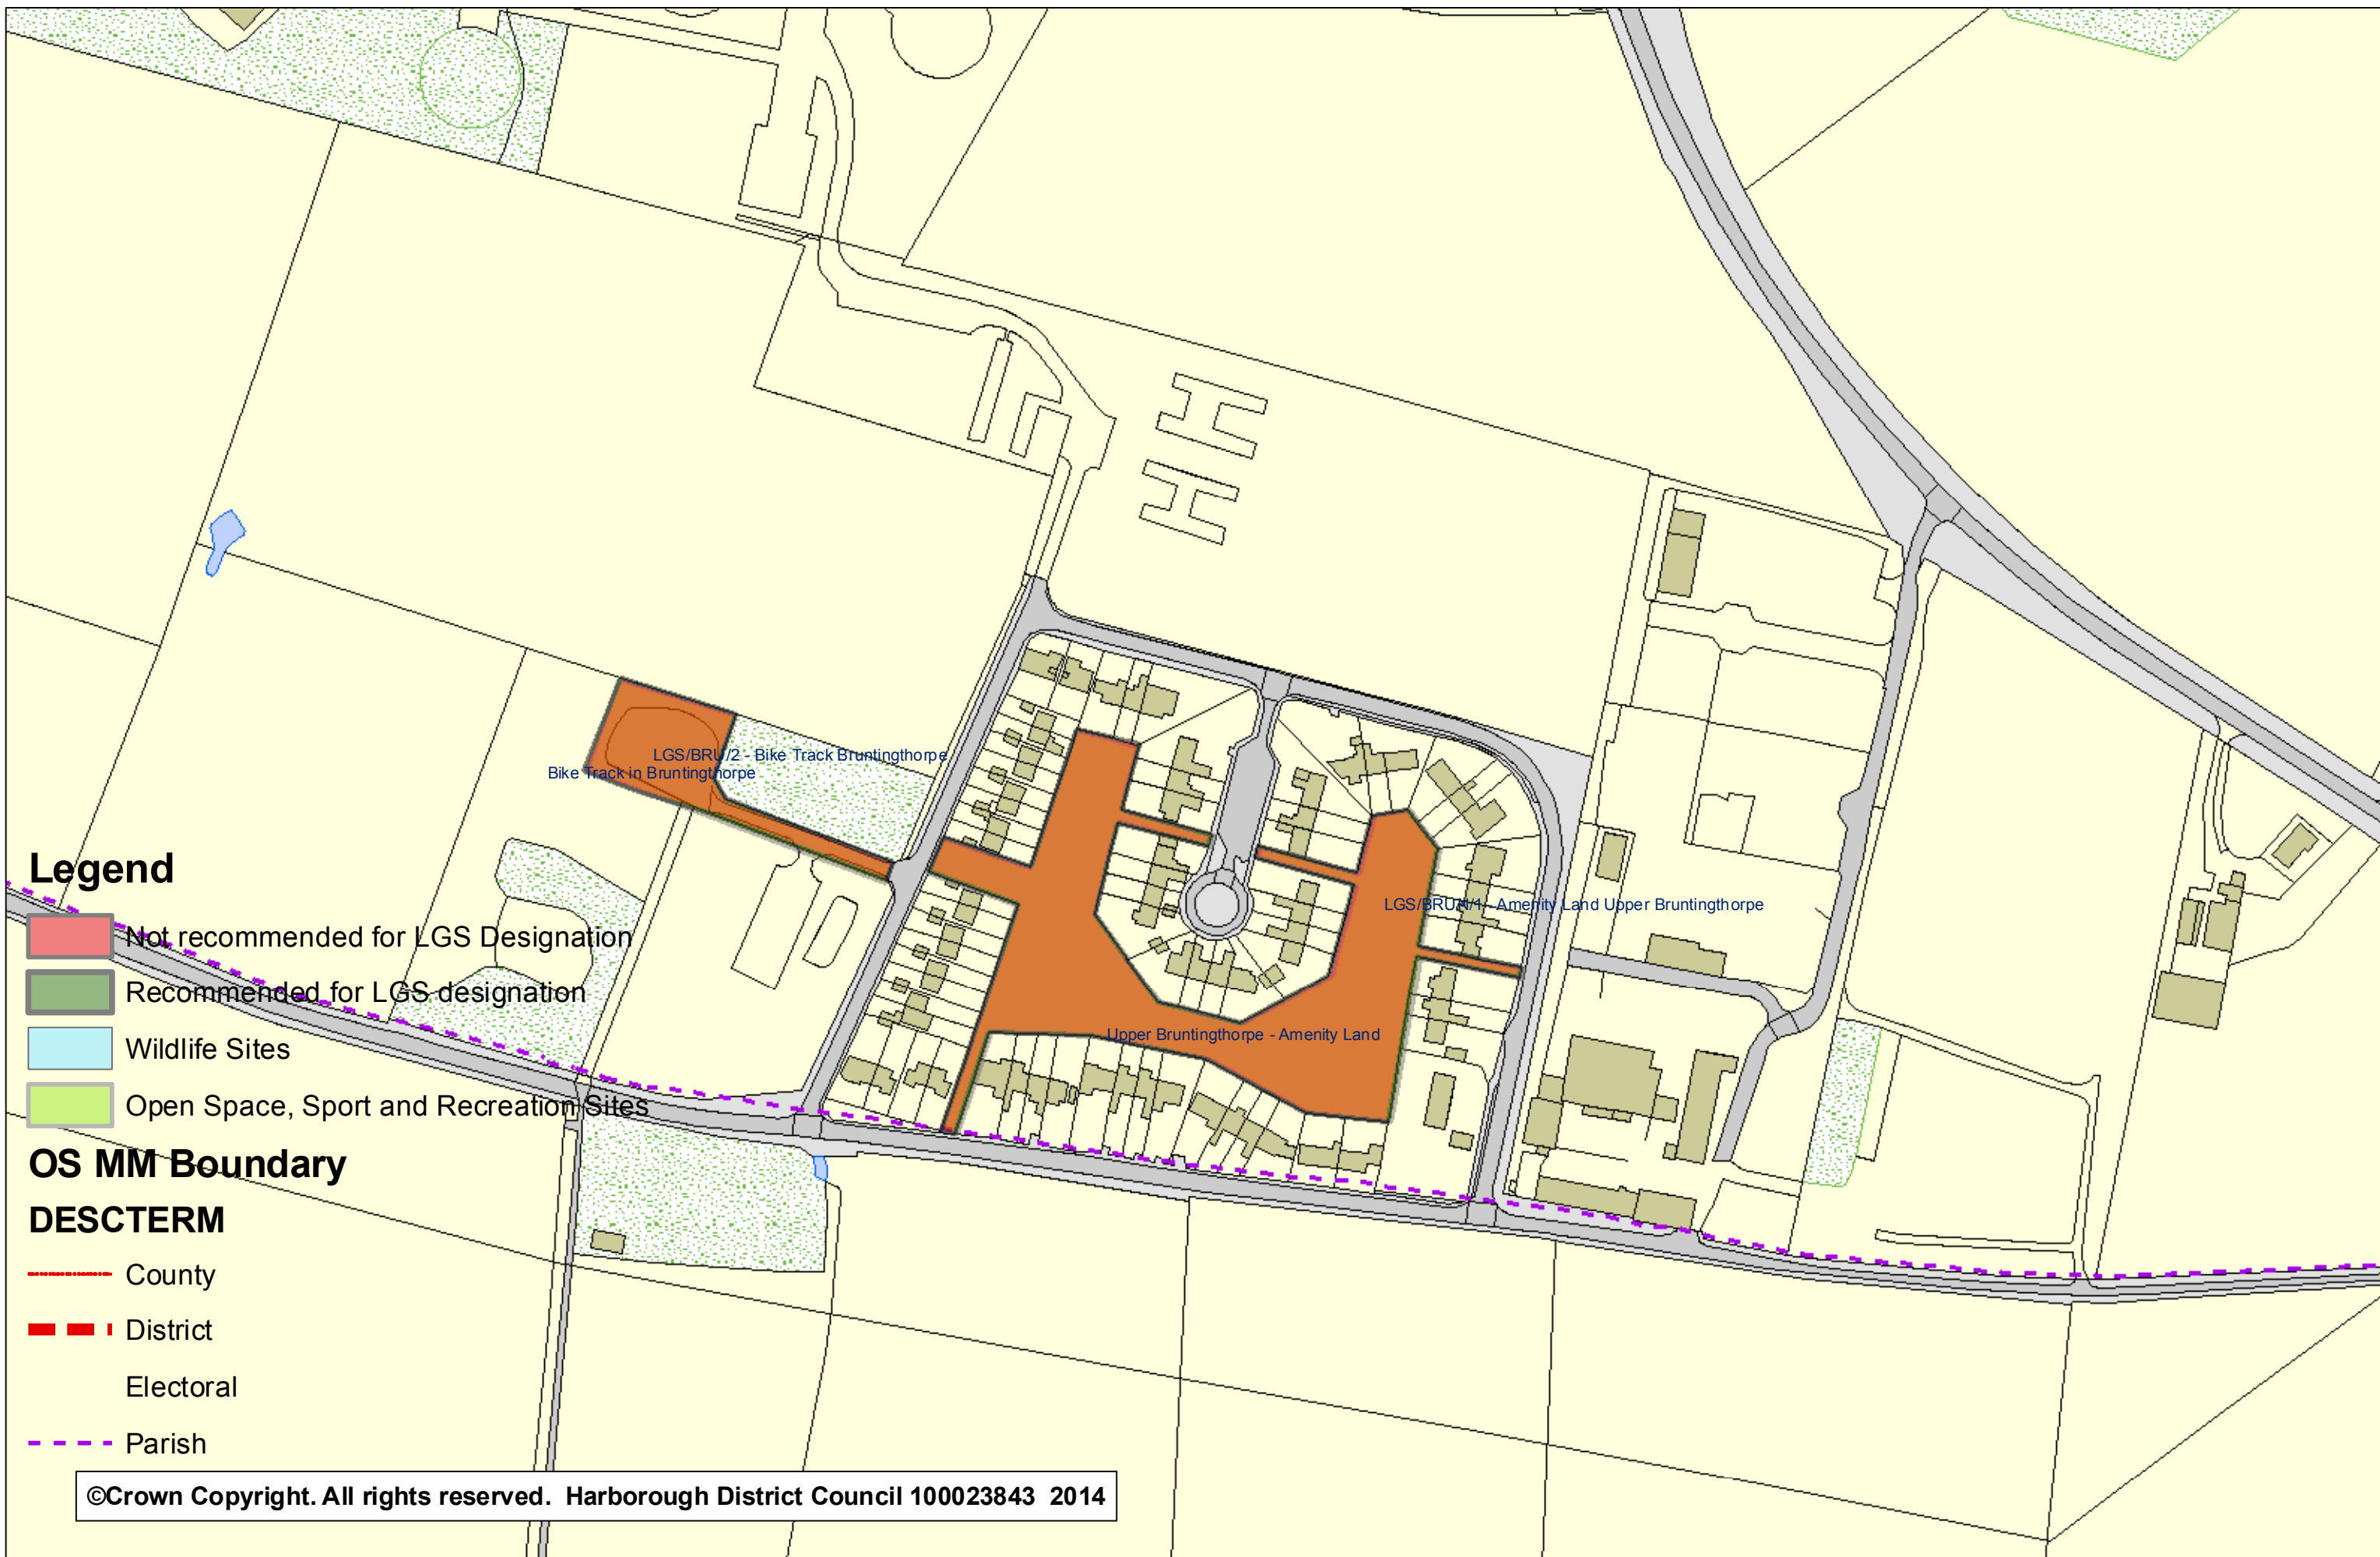 LGS/BRU/2 - Bike Track Bruntingthorpe
Bike Track in Bruntingthorpe
LGS/BRUN/1 - Amenity Land Upper Bruntingthorpe
Upper Bruntingthorpe - Amenity Land
Legend
Not recommended for LGS Designation
Recommended for LGS designation
Wildlife Sites
Open Space, Sport and Recreation Sites
OS MM Boundary
DESCTERM
County
District
Electoral
Parish
©Crown Copyright. All rights reserved. Harborough District Council 100023843 2014